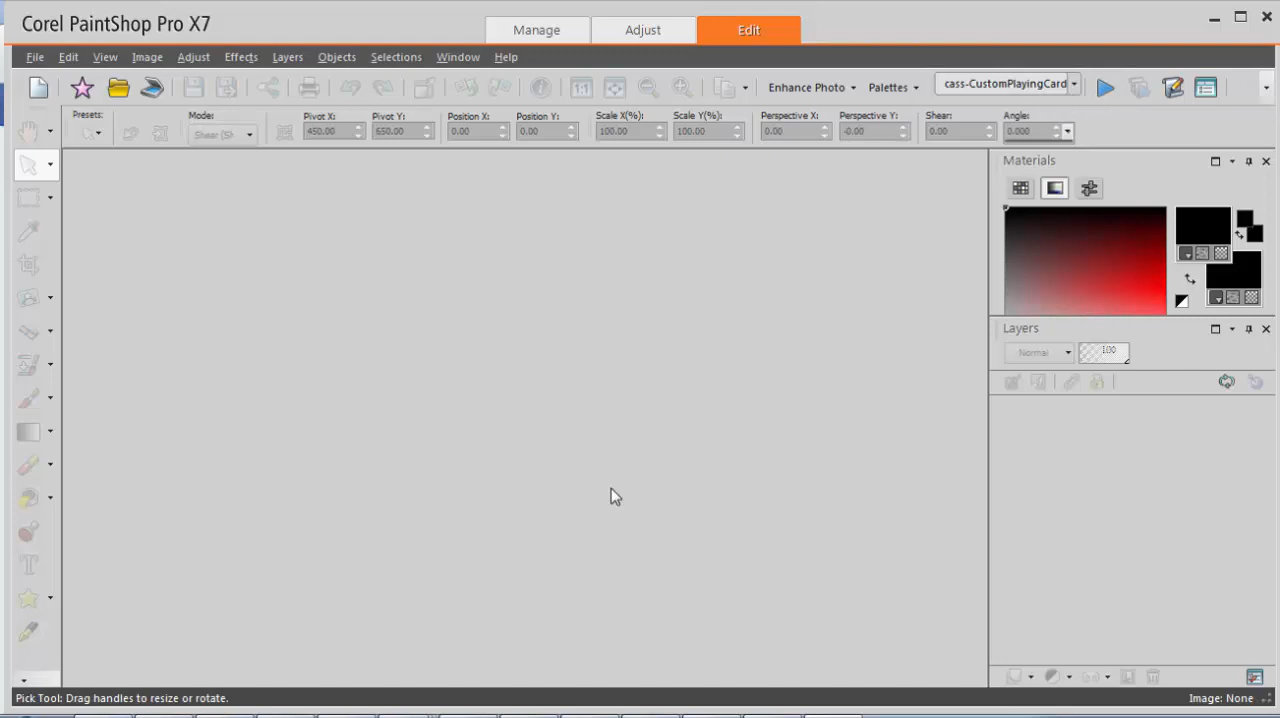 Corel PaintShop Pro X7
Manage
Adjust
Edit
File Edit View Image Adjust Effects Layers Objects Selections Window Help
1:1
Enhance Photo
Palettes
cass-CustomPlayingCard
Presets:
Mode:
Shear (S
Pivot X:
450.00
Pivot Y:
650.00
Position X:
0.00
Position Y:
0.00
Scale X(%):
100.00
Scale Y(%):
100.00
Perspective X:
0.00
Perspective Y:
-0.00
Shear:
0.00
Angle:
0.000
Materials
Layers
Normal
100
Pick Tool: Drag handles to resize or rotate.
Image: None